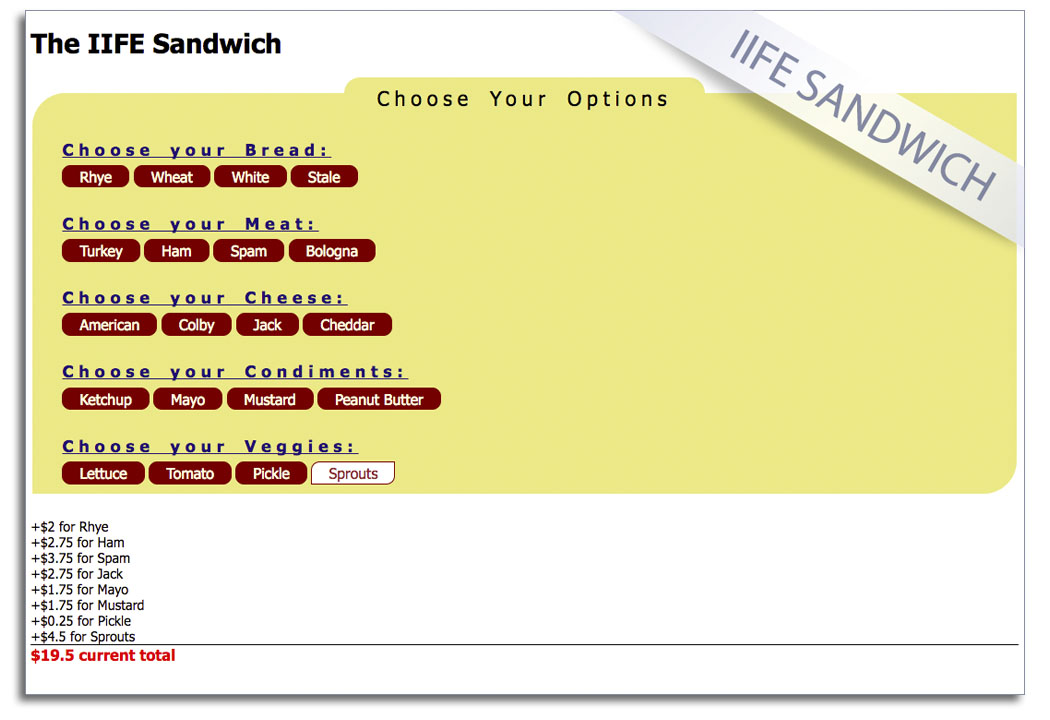 The IIFE Sandwich
IIFE SANDWICH
Choose Your Options
Choose your Bread:
Rhye Wheat White Stale
Choose your Meat:
Turkey Ham Spam Bologna
Choose your Cheese:
American Colby Jack Cheddar
Choose your Condiments:
Ketchup Mayo Mustard Peanut Butter
Choose your Veggies:
Lettuce Tomato Pickle Sprouts
+$2 for Rhye
+$2.75 for Ham
+$3.75 for Spam
+$2.75 for Jack
+$1.75 for Mayo
+$1.75 for Mustard
+$0.25 for Pickle
+$4.5 for Sprouts
$19.5 current total